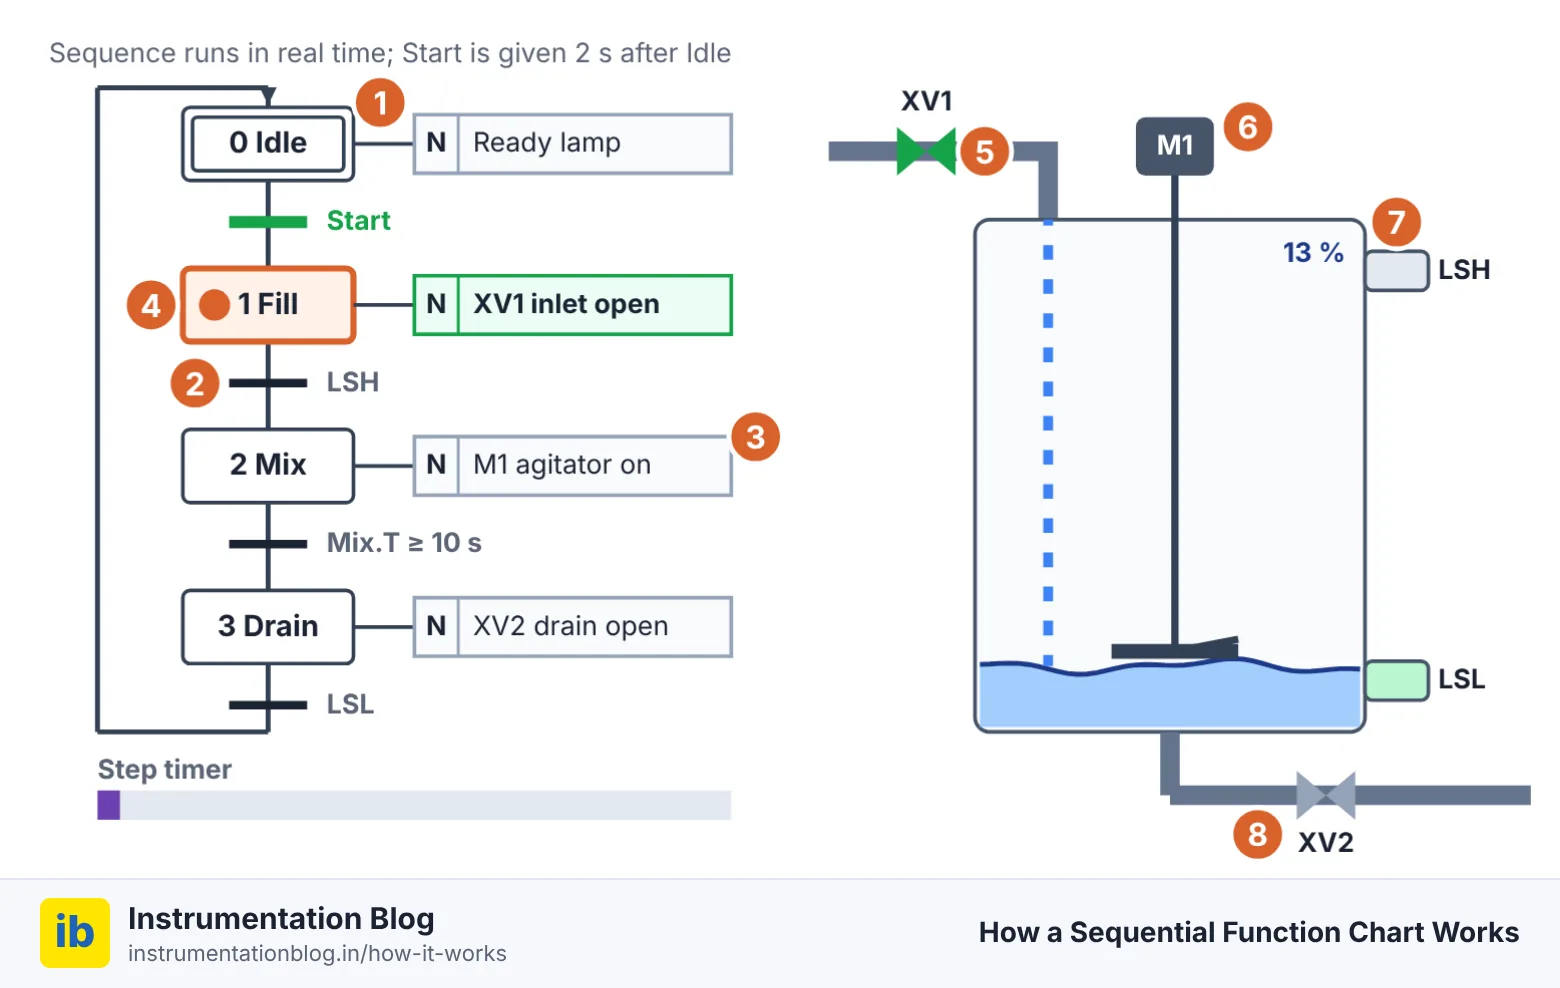 Sequence runs in real time; Start is given 2 s after Idle
1
0 Idle
N
Ready lamp
Start
4
1 Fill
N
XV1 inlet open
2
LSH
3
2 Mix
N
M1 agitator on
Mix.T ≥ 10 s
3 Drain
N
XV2 drain open
LSL
Step timer
XV1
5
M1
6
7
13 %
LSH
LSL
8
XV2
ib
Instrumentation Blog
instrumentationblog.in/how-it-works
How a Sequential Function Chart Works